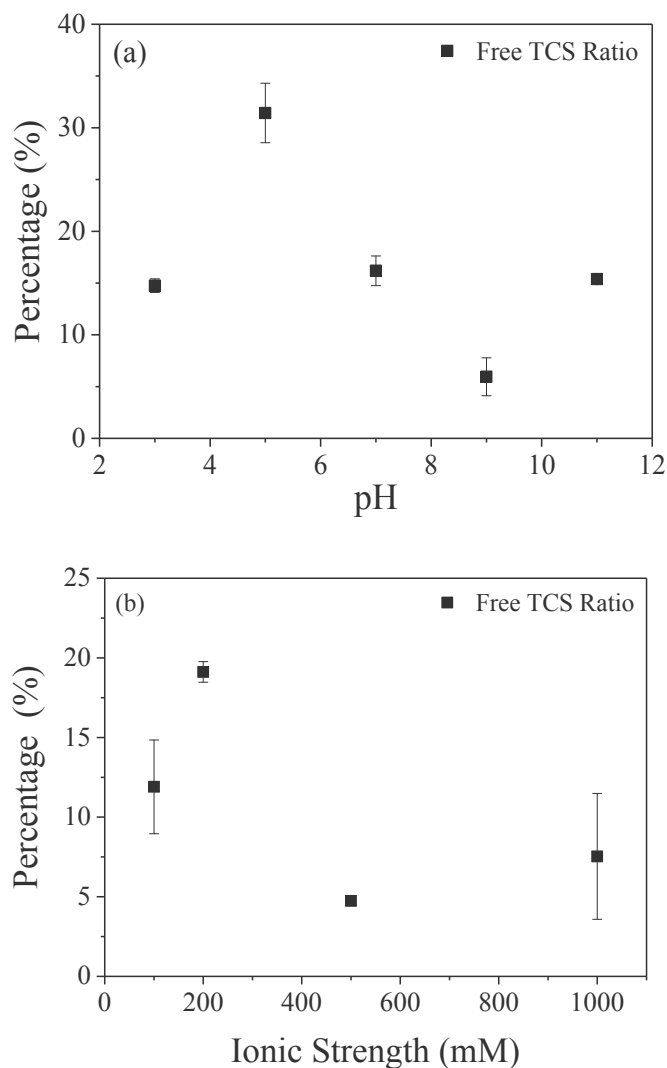 (a)
Free TCS Ratio
40
30
20
10
0
Percentage (%)
2 4 6 8 10 12
pH
(b)
Free TCS Ratio
25
20
15
10
5
0
Percentage (%)
0 200 400 600 800 1000
Ionic Strength (mM)